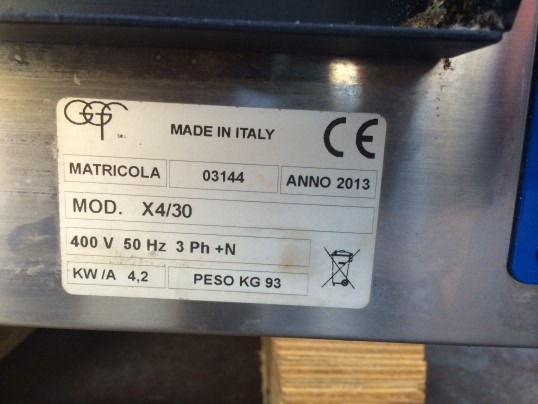 GGF SRL
MADE IN ITALY
CE
MATRICOLA 03144 ANNO 2013
MOD. X4/30
400 V 50 Hz 3 Ph +N
KW /A 4,2 PESO KG 93